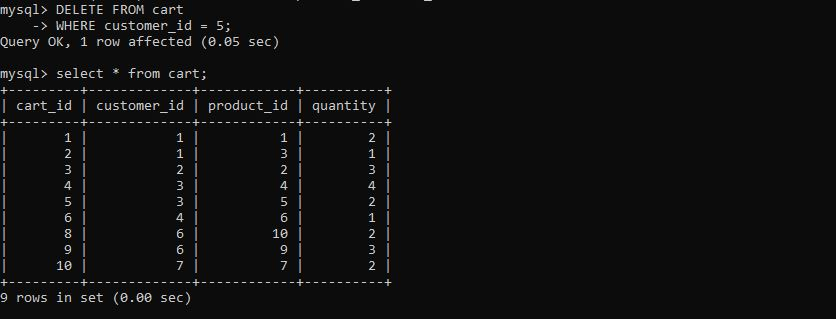 mysql> DELETE FROM cart
    -> WHERE customer_id = 5;
Query OK, 1 row affected (0.05 sec)

mysql> select * from cart;
+---------+-------------+------------+----------+
| cart_id | customer_id | product_id | quantity |
+---------+-------------+------------+----------+
|       1 |           1 |          1 |        2 |
|       2 |           1 |          3 |        1 |
|       3 |           2 |          2 |        3 |
|       4 |           3 |          4 |        4 |
|       5 |           3 |          5 |        2 |
|       6 |           4 |          6 |        1 |
|       8 |           6 |         10 |        2 |
|       9 |           6 |          9 |        3 |
|      10 |           7 |          7 |        2 |
+---------+-------------+------------+----------+
9 rows in set (0.00 sec)